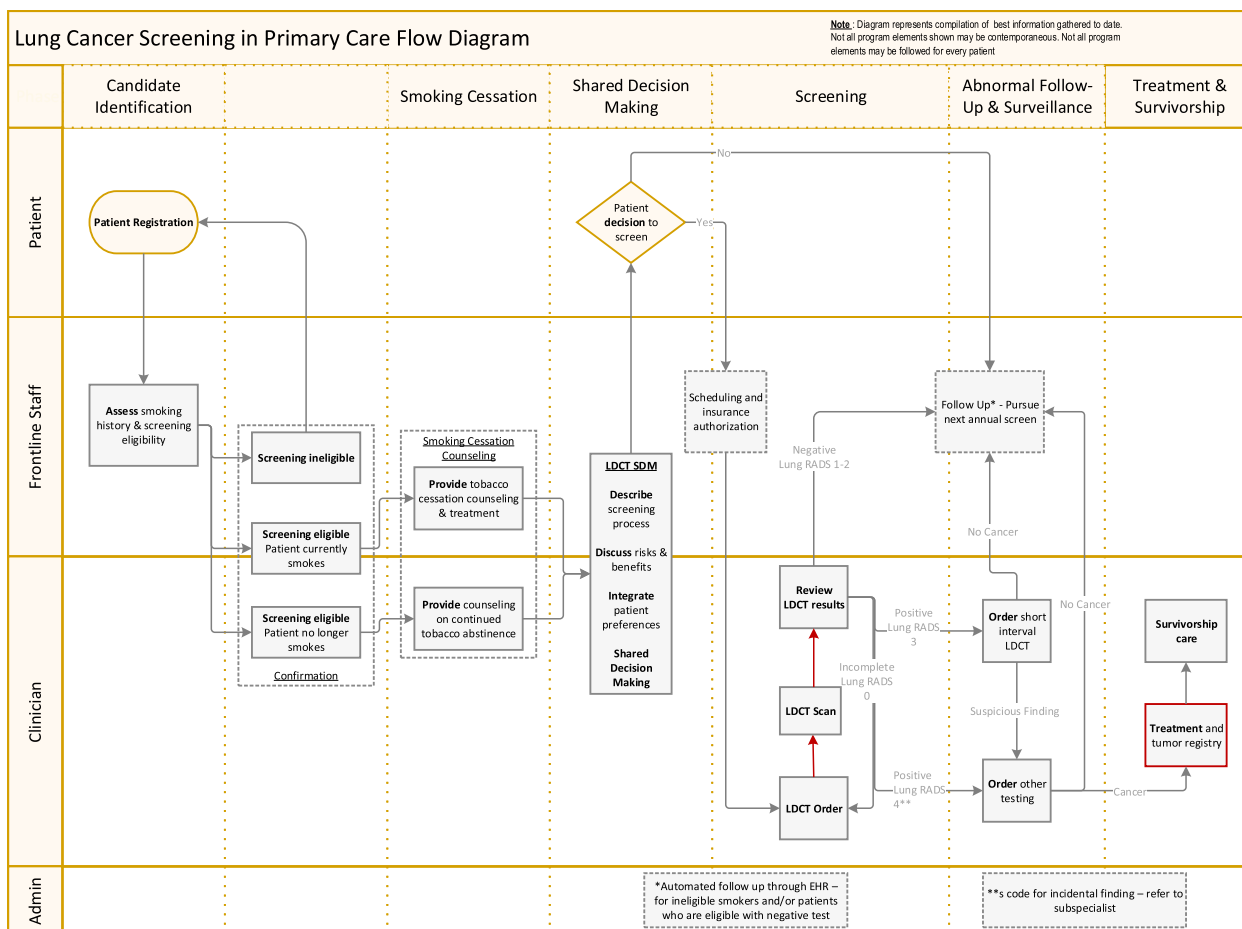 Lung Cancer Screening in Primary Care Flow Diagram
Note : Diagram represents compilation of best information gathered to date.
Not all program elements shown may be contemporaneous. Not all program
elements may be followed for every patient
Candidate
Identification
Smoking Cessation
Shared Decision
Making
Screening
Abnormal Follow-
Up & Surveillance
Treatment &
Survivorship
Patient
Patient Registration
Patient
decision to
screen
No
Yes
Frontline Staff
Assess smoking
history & screening
eligibility
Screening ineligible
Screening eligible
Patient currently
smokes
Screening eligible
Patient no longer
smokes
Confirmation
Smoking Cessation
Counseling
Provide tobacco
cessation counseling
& treatment
Provide counseling
on continued
tobacco abstinence
LDCT SDM
Describe
screening
process
Discuss risks &
benefits
Integrate
patient
preferences
Shared
Decision
Making
Scheduling and
insurance
authorization
Negative
Lung RADS 1-2
Follow Up* - Pursue
next annual screen
No Cancer
Clinician
Review
LDCT results
LDCT Scan
LDCT Order
Positive
Lung RADS
3
Incomplete
Lung RADS
0
Positive
Lung RADS
4**
Order short
interval
LDCT
Suspicious Finding
Order other
testing
No Cancer
Cancer
Survivorship
care
Treatment and
tumor registry
Admin
*Automated follow up through EHR –
for ineligible smokers and/or patients
who are eligible with negative test
**s code for incidental finding – refer to
subspecialist